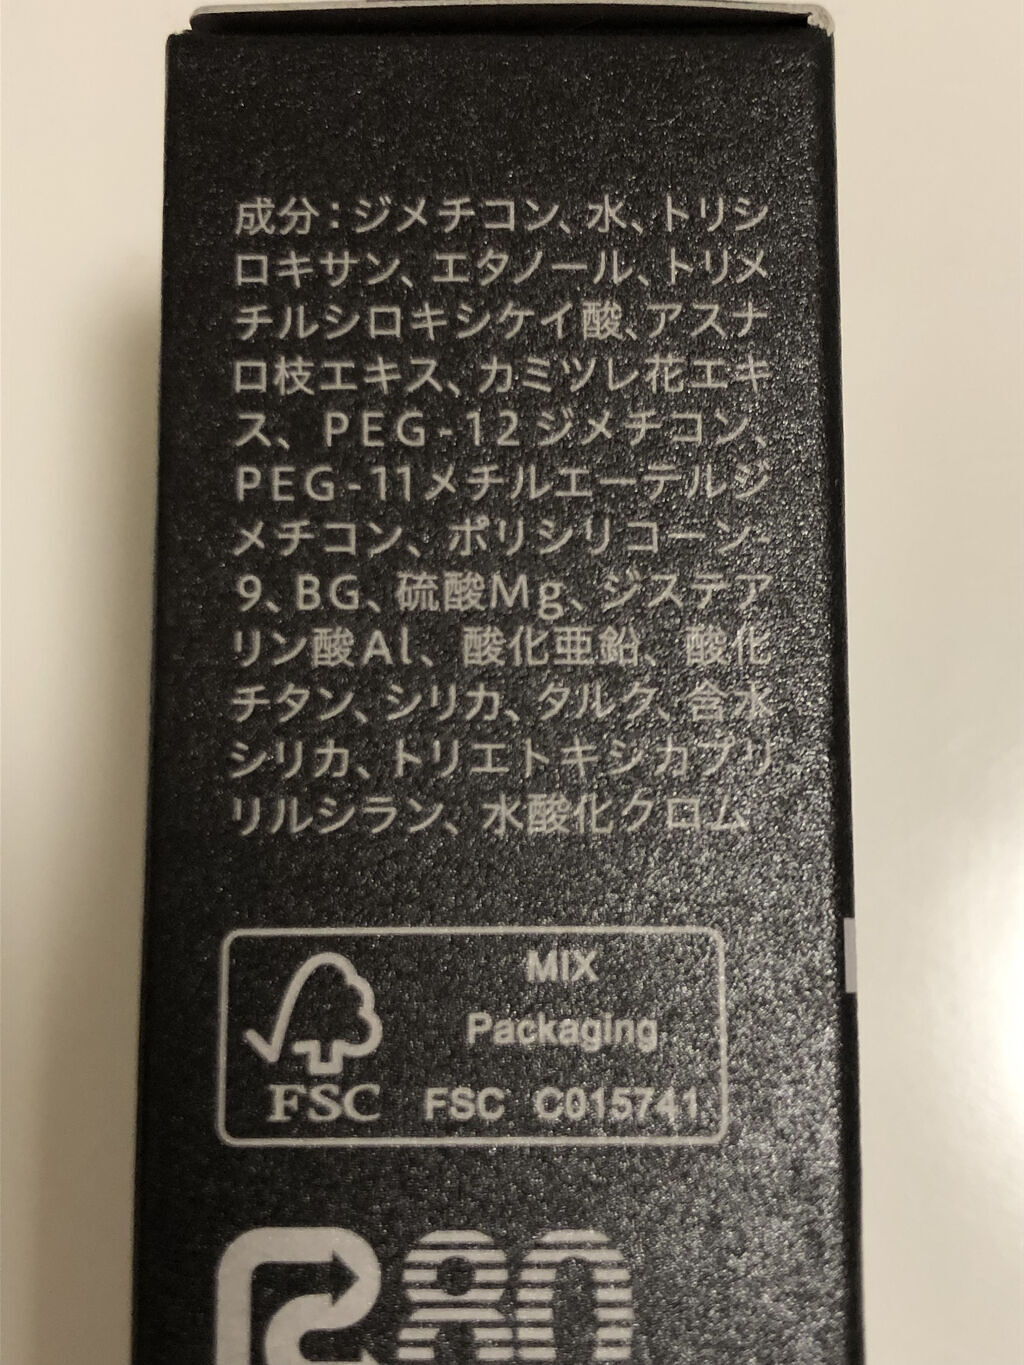 成分：ジメチコン、水、トリシ
ロキサン、エタノール、トリメ
チルシロキシケイ酸、アスナ
ロ枝エキス、カミツレ花エキ
ス、PEG-12ジメチコン、
PEG-11メチルエーテルジ
メチコン、ポリシリコーン-
9、BG、硫酸Mg、ジステア
リン酸Al、酸化亜鉛、酸化
チタン、シリカ、タルク、含水
シリカ、トリエトキシカプリ
リルシラン、水酸化クロム
MIX
Packaging
FSC FSC C015741
R80